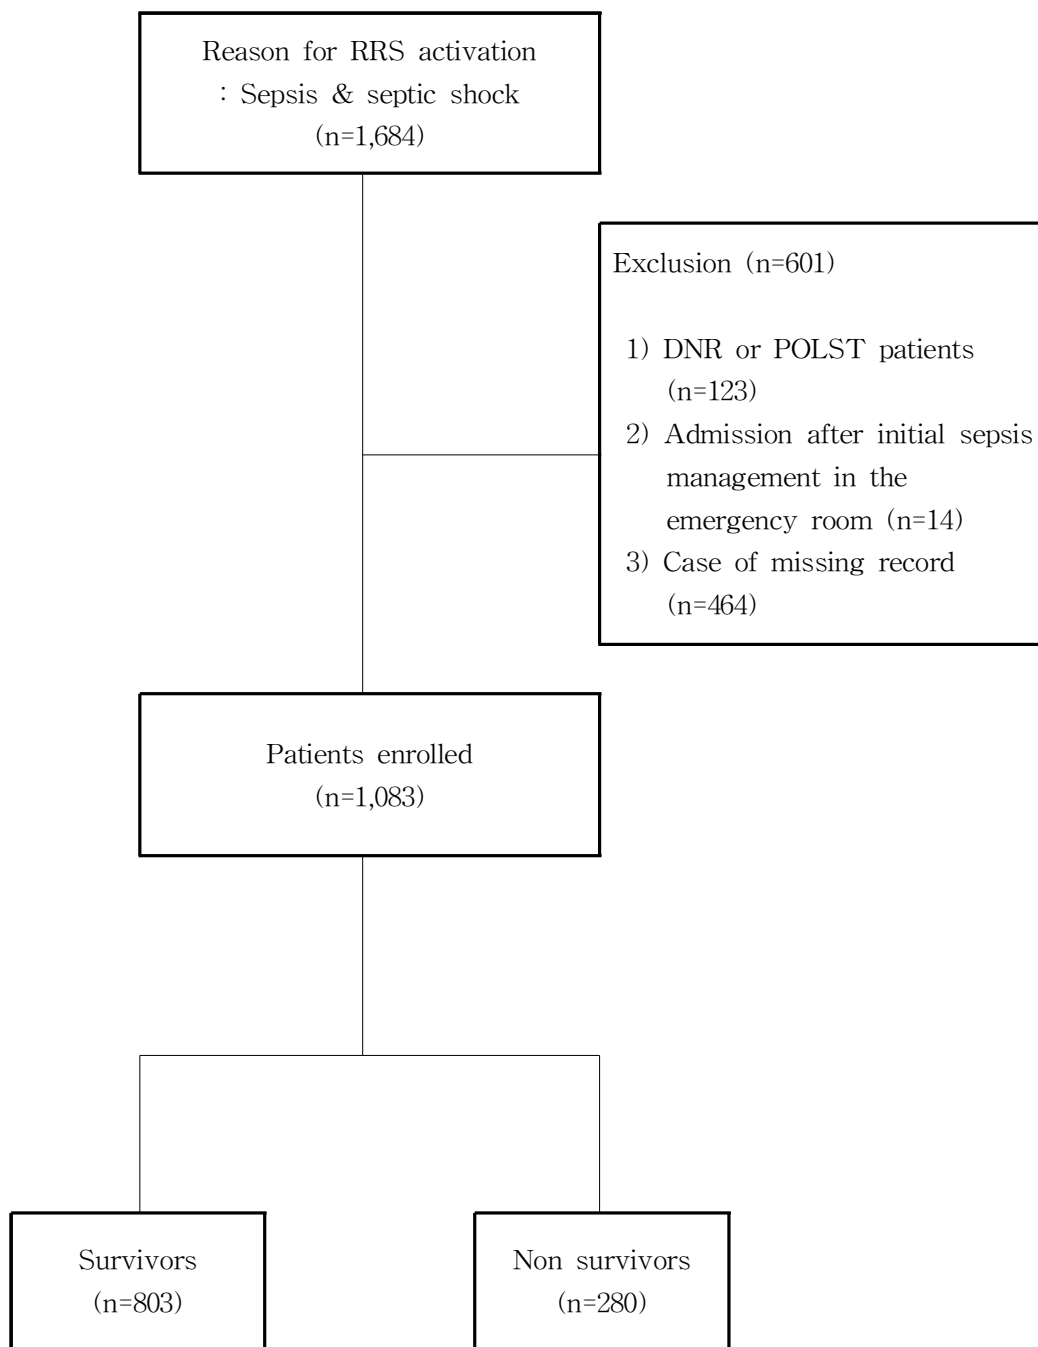 Reason for RRS activation
: Sepsis & septic shock
(n=1,684)
Exclusion (n=601)
1) DNR or POLST patients
(n=123)
2) Admission after initial sepsis
management in the
emergency room (n=14)
3) Case of missing record
(n=464)
Patients enrolled
(n=1,083)
Survivors
(n=803)
Non survivors
(n=280)